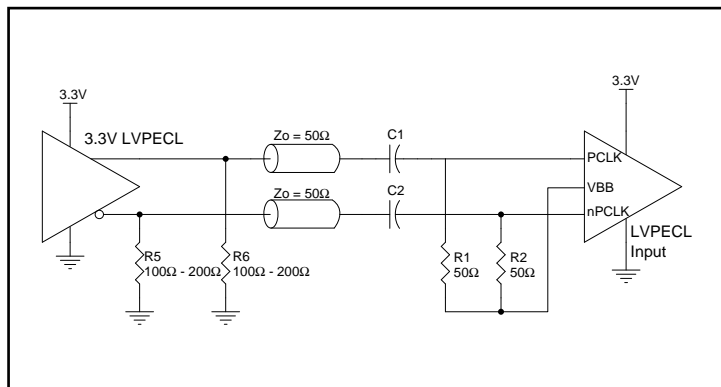 3.3V
3.3V LVPECL
Zo = 50Ω
C1
3.3V
PCLK
Zo = 50Ω
C2
VBB
nPCLK
R5
100Ω - 200Ω
R6
100Ω - 200Ω
R1
50Ω
R2
50Ω
LVPECL
Input